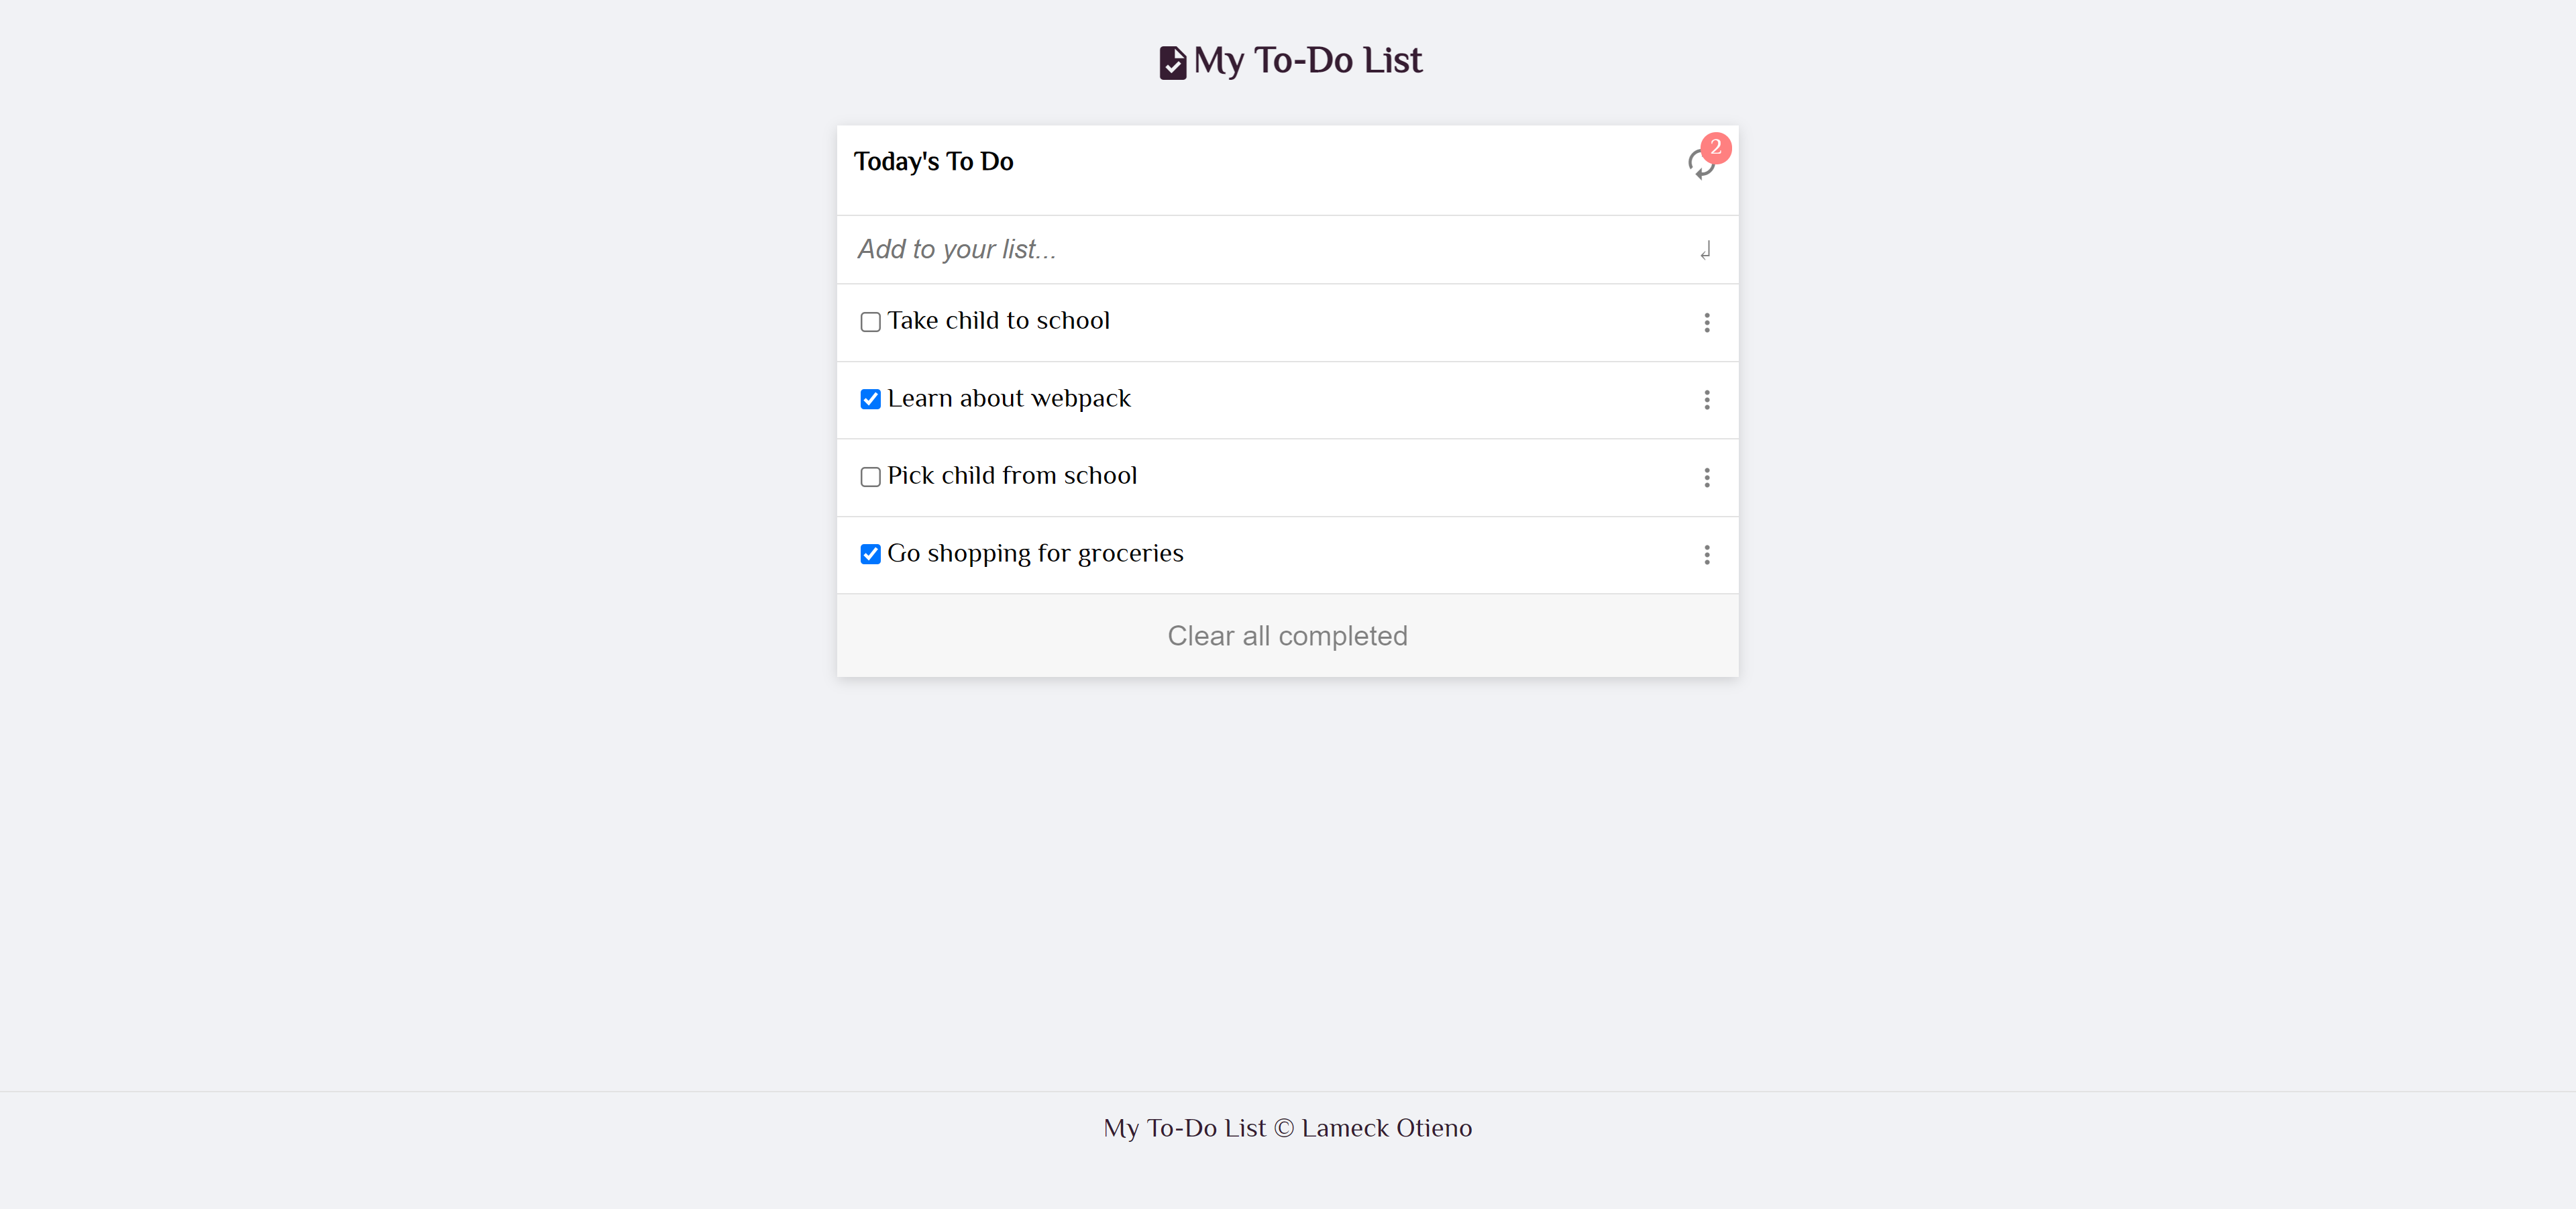 My To-Do List
Today's To Do
2
Add to your list...
Take child to school
Learn about webpack
Pick child from school
Go shopping for groceries
Clear all completed
My To-Do List © Lameck Otieno